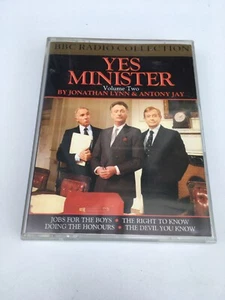 BBC RADIO COLLECTION
YES
MINISTER
Volume Two
BY JONATHAN LYNN & ANTONY JAY
JOBS FOR THE BOYS • THE RIGHT TO KNOW
DOING THE HONOURS • THE DEVIL YOU KNOW